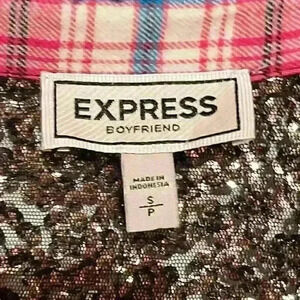 EXPRESS
BOYFRIEND
MADE IN
INDONESIA
S
P